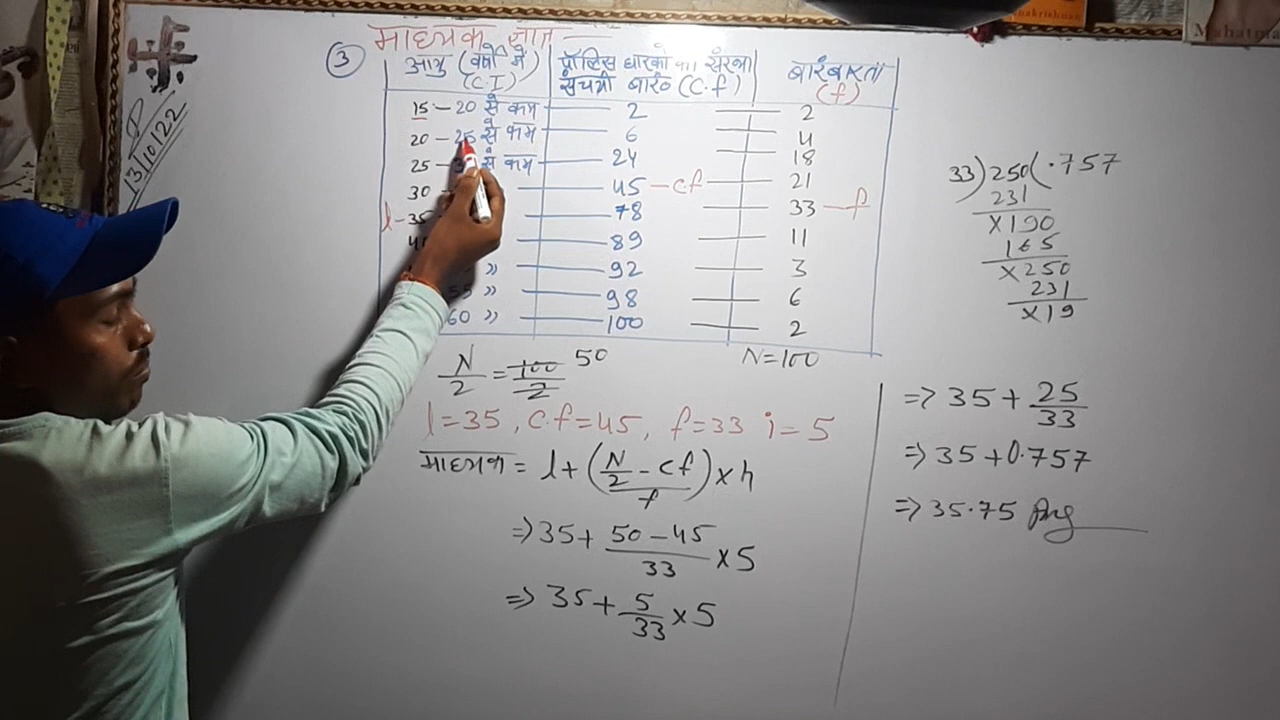 माध्यक ज्ञात
③
आयु (वर्षों में) (C.I)
पॉलिसि धारकों का संख्या संचयी बारं० (C.f)
बारंबारता (f)
15 – 20 से कम 2 2
20 – 25 से कम 6 4
25 – से कम 24 18
30 – 45 – cf 21
l – 35 78 33 – f
89 11
" 92 3
" 98 6
60 " 100 2
N=100
N/2 = 100/2 50
l=35, c.f=45, f=33 i=5
माध्यक = l+(N/2 – cf/f)×h
⇒35+ 50–45/33 ×5
⇒ 35+ 5/33 ×5
33)250(.757
231
×190
165
×250
231
×19
⇒ 35+ 25/33
⇒ 35+0.757
⇒ 35.75 Ans
13/10/22
nakrishnan
Mahatma